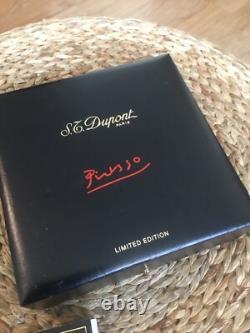 S.T. Dupont
PARIS
Picasso
LIMITED EDITION